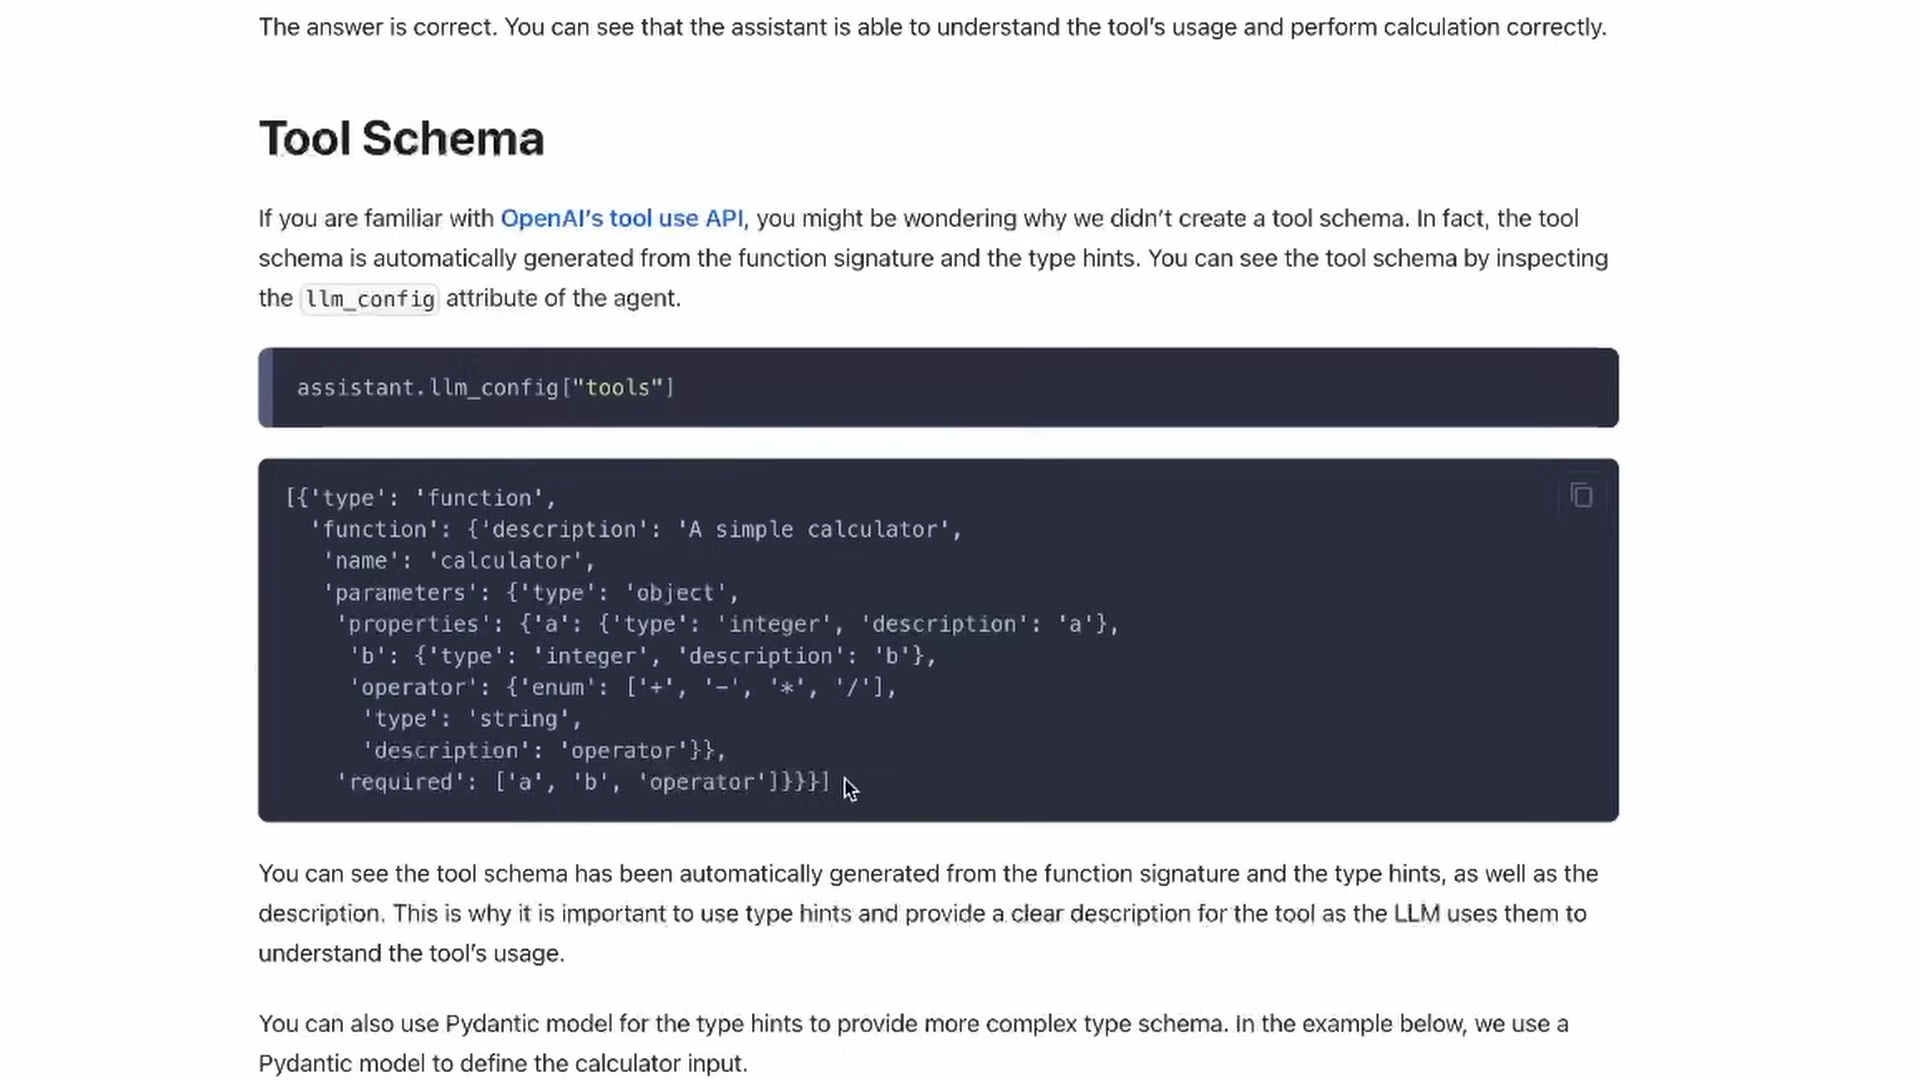 The answer is correct. You can see that the assistant is able to understand the tool's usage and perform calculation correctly.
Tool Schema
If you are familiar with OpenAI's tool use API, you might be wondering why we didn't create a tool schema. In fact, the tool
schema is automatically generated from the function signature and the type hints. You can see the tool schema by inspecting
the llm_config attribute of the agent.
assistant.llm_config["tools"]
[{'type': 'function',
  'function': {'description': 'A simple calculator',
   'name': 'calculator',
   'parameters': {'type': 'object',
    'properties': {'a': {'type': 'integer', 'description': 'a'},
     'b': {'type': 'integer', 'description': 'b'},
     'operator': {'enum': ['+', '-', '*', '/'],
      'type': 'string',
      'description': 'operator'}},
    'required': ['a', 'b', 'operator']}}}]
You can see the tool schema has been automatically generated from the function signature and the type hints, as well as the
description. This is why it is important to use type hints and provide a clear description for the tool as the LLM uses them to
understand the tool's usage.
You can also use Pydantic model for the type hints to provide more complex type schema. In the example below, we use a
Pydantic model to define the calculator input.